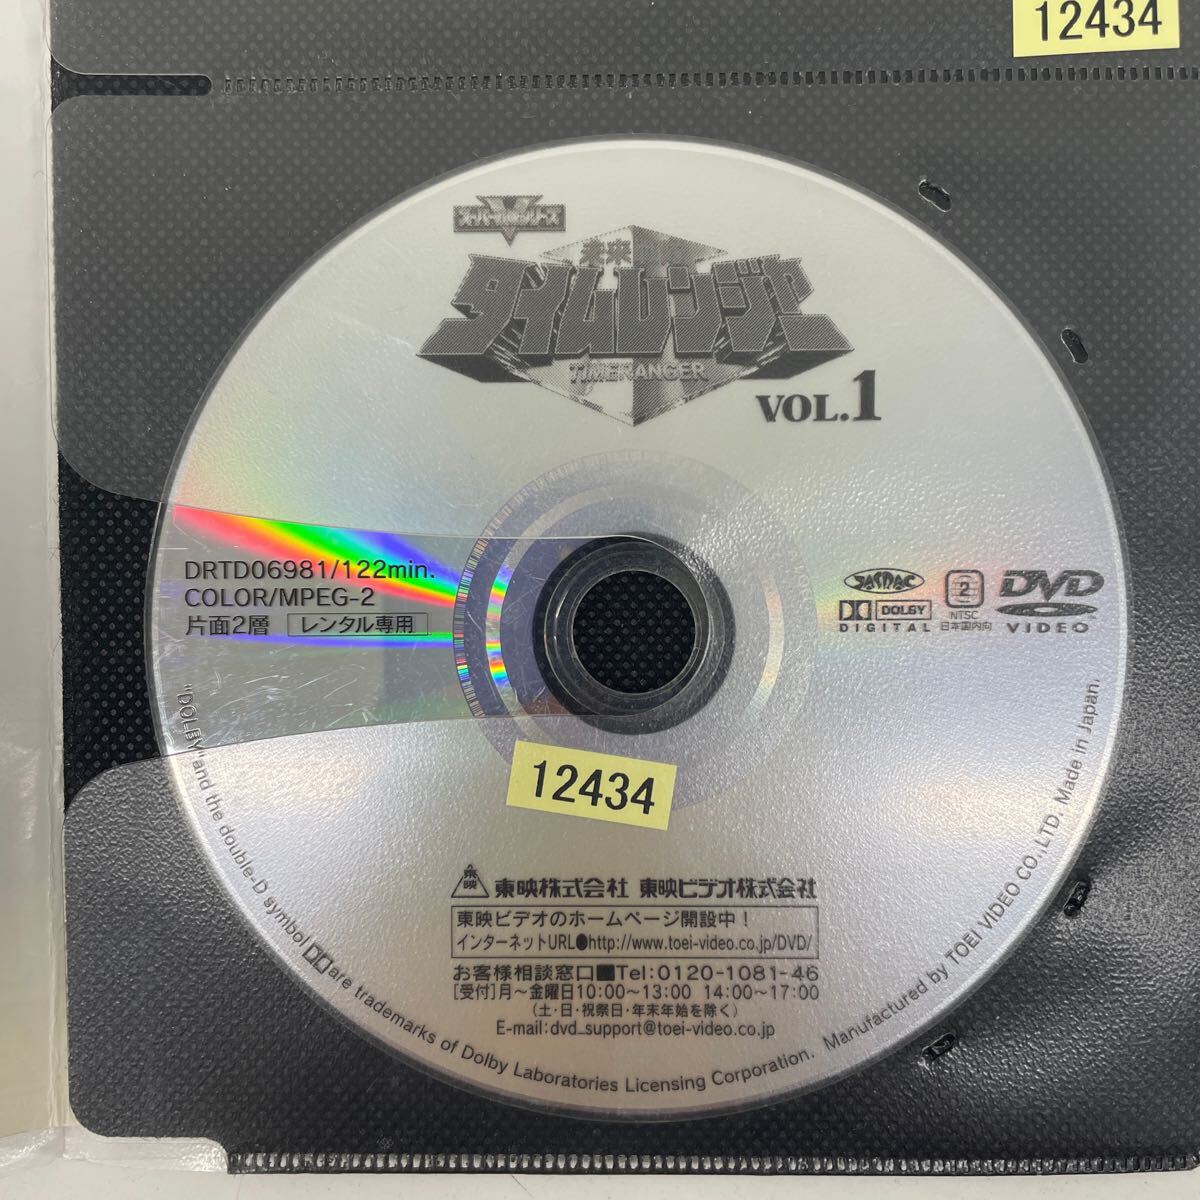 12434
スーパー戦隊シリーズ
未来
タイムレンジャー
TIMERANGER
VOL.1
DRTD06981/122min.
COLOR/MPEG-2
片面2層 レンタル専用
DOLBY
DIGITAL
2
NTSC
日本国内向
DVD
VIDEO
12434
東映
東映株式会社 東映ビデオ株式会社
東映ビデオのホームページ開設中！
インターネットURL●http://www.toei-video.co.jp/DVD/
お客様相談窓口■Tel:0120-1081-46
[受付]月～金曜日10:00～13:00 14:00～17:00
(土・日・祝祭日・年末年始を除く)
E-mail:dvd_support@toei-video.co.jp
"DOLBY" and the double-D symbol are trademarks of Dolby Laboratories Licensing Corporation. Manufactured by TOEI VIDEO CO.,LTD. Made in Japan.